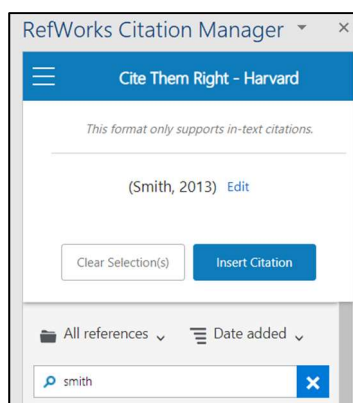 RefWorks Citation Manager
Cite Them Right - Harvard
This format only supports in-text citations.
(Smith, 2013) Edit
Clear Selection(s) Insert Citation
All references Date added
smith